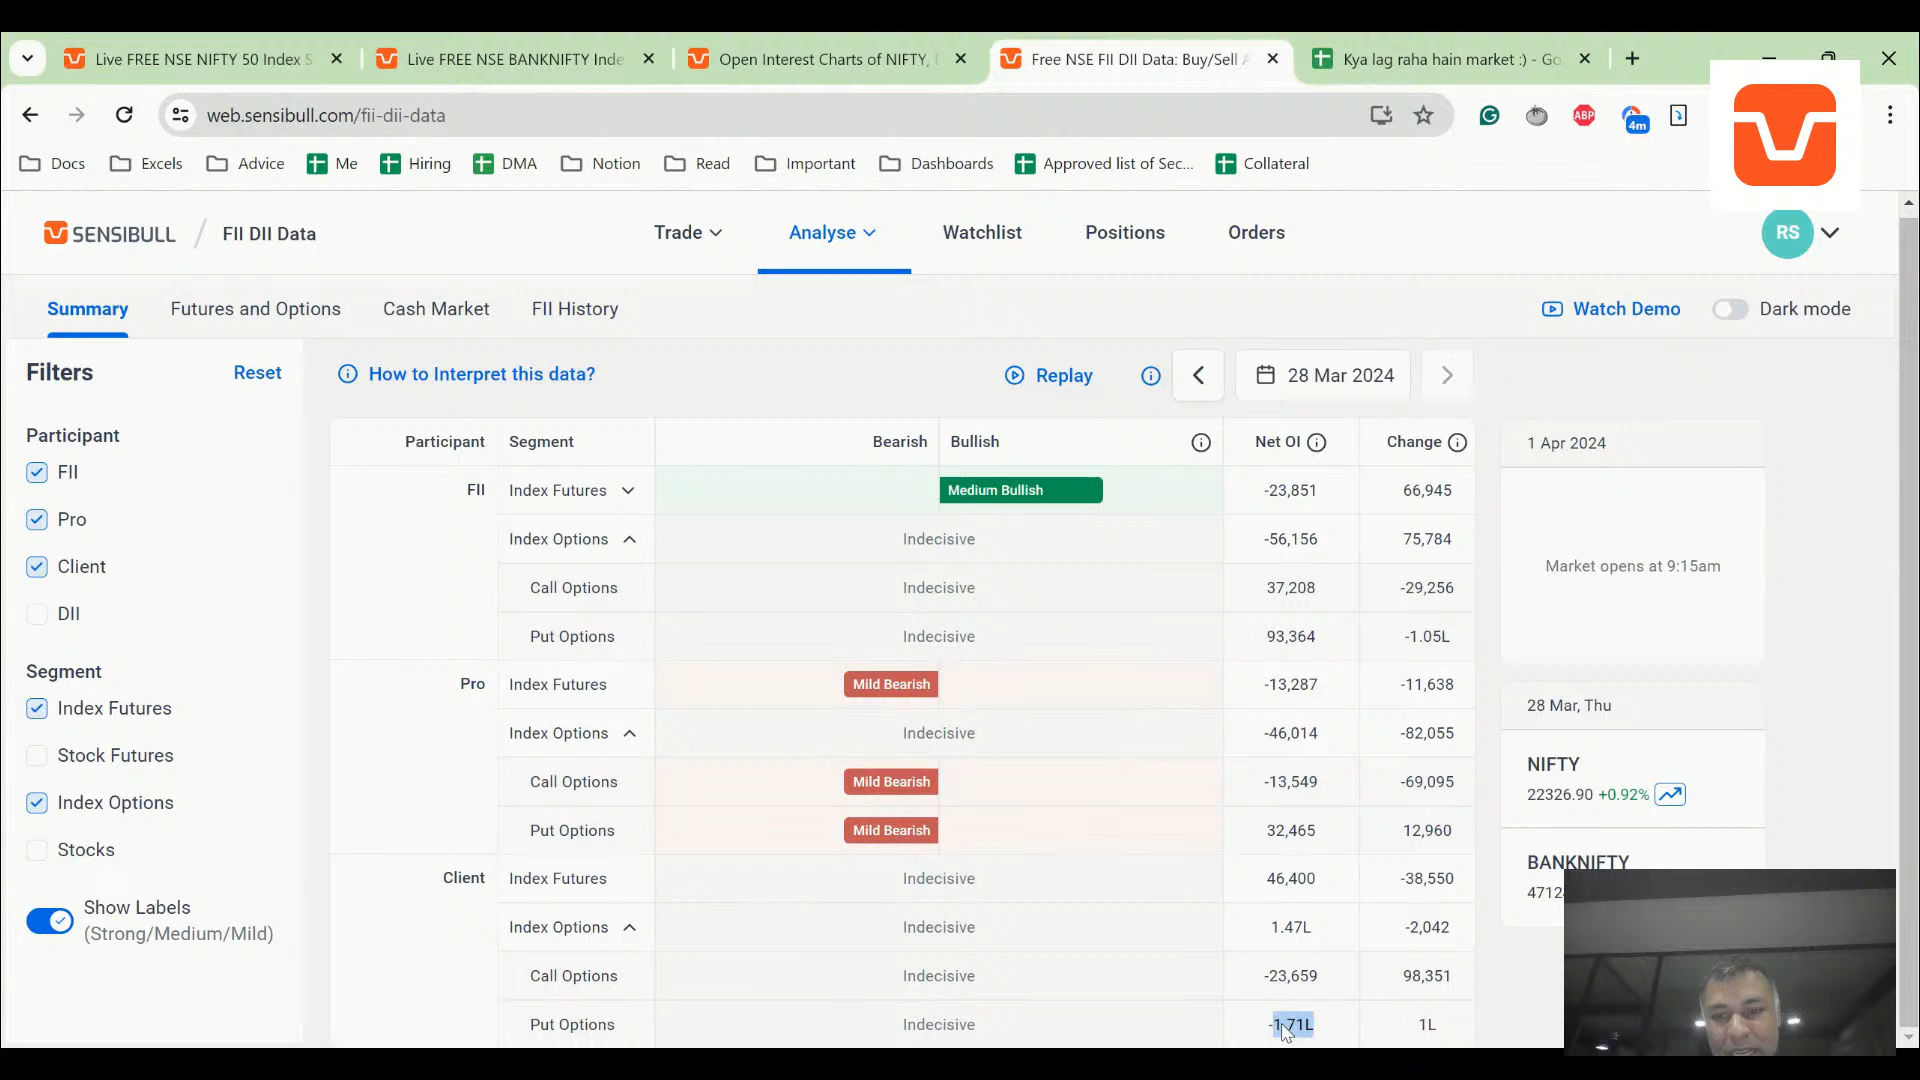 Live FREE NSE NIFTY 50 Index S
Live FREE NSE BANKNIFTY Inde
Open Interest Charts of NIFTY,
Free NSE FII DII Data: Buy/Sell A
Kya lag raha hain market :) - Go
web.sensibull.com/fii-dii-data
ABP
4m
Docs
Excels
Advice
Me
Hiring
DMA
Notion
Read
Important
Dashboards
Approved list of Sec...
Collateral
SENSIBULL / FII DII Data
Trade
Analyse
Watchlist
Positions
Orders
RS
Summary
Futures and Options
Cash Market
FII History
Watch Demo
Dark mode
Filters
Reset
Participant
FII
Pro
Client
DII
Segment
Index Futures
Stock Futures
Index Options
Stocks
Show Labels
(Strong/Medium/Mild)
How to Interpret this data?
Replay
28 Mar 2024
Participant Segment Bearish Bullish Net OI Change
FII Index Futures Medium Bullish -23,851 66,945
Index Options Indecisive -56,156 75,784
Call Options Indecisive 37,208 -29,256
Put Options Indecisive 93,364 -1.05L
Pro Index Futures Mild Bearish -13,287 -11,638
Index Options Indecisive -46,014 -82,055
Call Options Mild Bearish -13,549 -69,095
Put Options Mild Bearish 32,465 12,960
Client Index Futures Indecisive 46,400 -38,550
Index Options Indecisive 1.47L -2,042
Call Options Indecisive -23,659 98,351
Put Options Indecisive -1.71L 1L
1 Apr 2024
Market opens at 9:15am
28 Mar, Thu
NIFTY
22326.90 +0.92%
BANKNIFTY